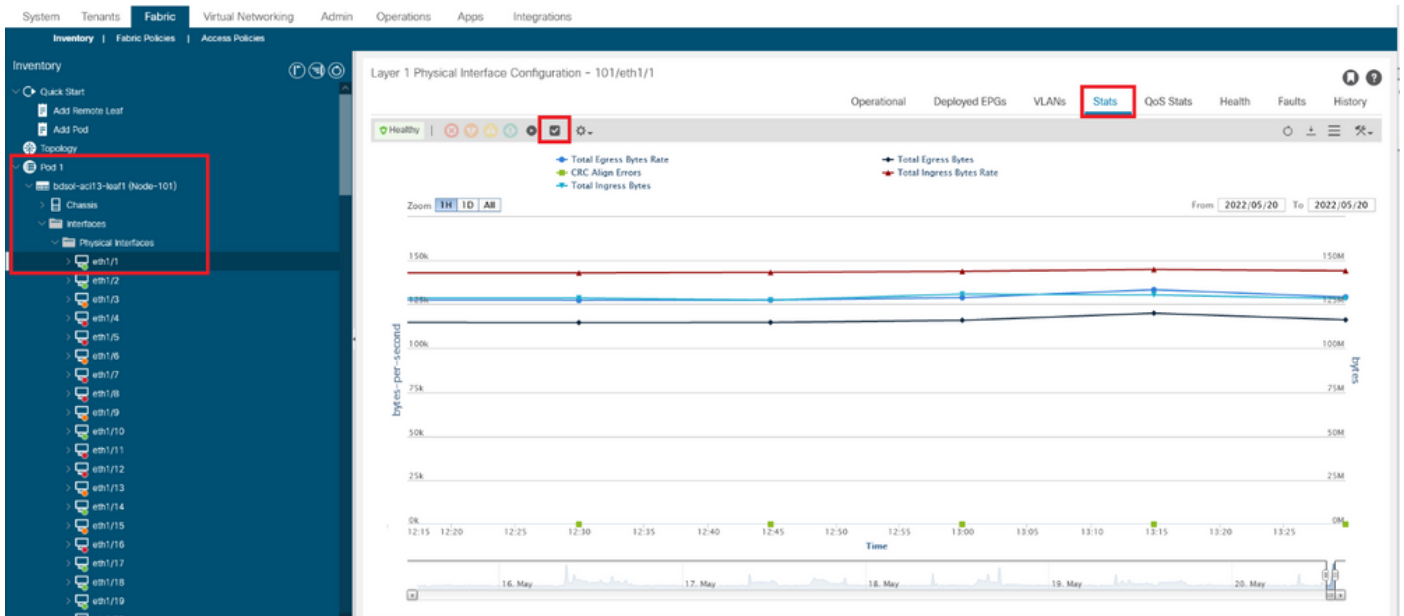 System Tenants Fabric Virtual Networking Admin Operations Apps Integrations
Inventory | Fabric Policies | Access Policies
Inventory
Quick Start
Add Remote Leaf
Add Pod
Topology
Pod 1
bdsol-aci13-leaf1 (Node-101)
Chassis
Interfaces
Physical Interfaces
eth1/1
eth1/2
eth1/3
eth1/4
eth1/5
eth1/6
eth1/7
eth1/8
eth1/9
eth1/10
eth1/11
eth1/12
eth1/13
eth1/14
eth1/15
eth1/16
eth1/17
eth1/18
eth1/19
Layer 1 Physical Interface Configuration - 101/eth1/1
Operational Deployed EPGs VLANs Stats QoS Stats Health Faults History
Healthy
Total Egress Bytes Rate Total Egress Bytes
CRC Align Errors Total Ingress Bytes Rate
Total Ingress Bytes
Zoom 1H 1D All From 2022/05/20 To 2022/05/20
150k 150M
125k 125M
100k 100M
75k 75M
50k 50M
25k 25M
0k 0M
bytes-per-second
bytes
12:15 12:20 12:25 12:30 12:35 12:40 12:45 12:50 12:55 13:00 13:05 13:10 13:15 13:20 13:25
Time
16. May 17. May 18. May 19. May 20. May